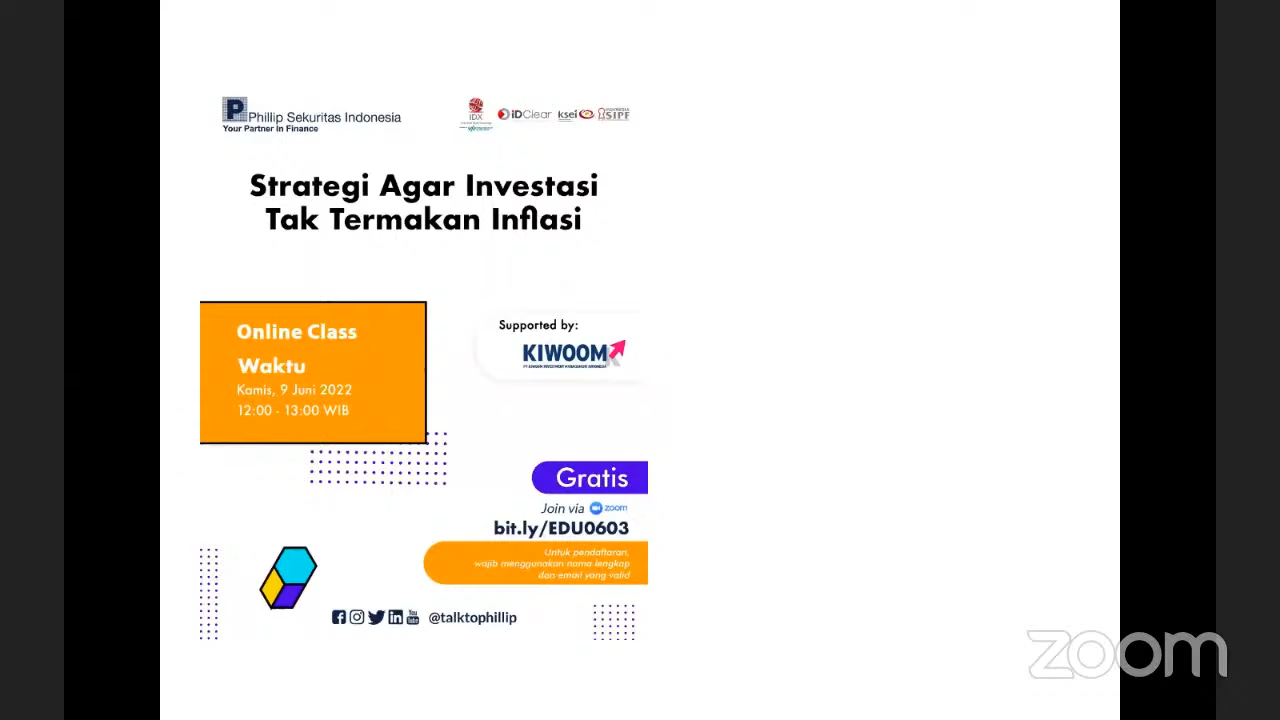 Phillip Sekuritas Indonesia
Your Partner In Finance
IDX
iDClear
ksei
SIPF
Strategi Agar Investasi
Tak Termakan Inflasi
Online Class
Waktu
Kamis, 9 Juni 2022
12:00 - 13:00 WIB
Supported by:
KIWOOM
Gratis
Join via zoom
bit.ly/EDU0603
Untuk pendaftaran,
wajib menggunakan nama lengkap
dan email yang valid
You Tube @talktophillip
zoom